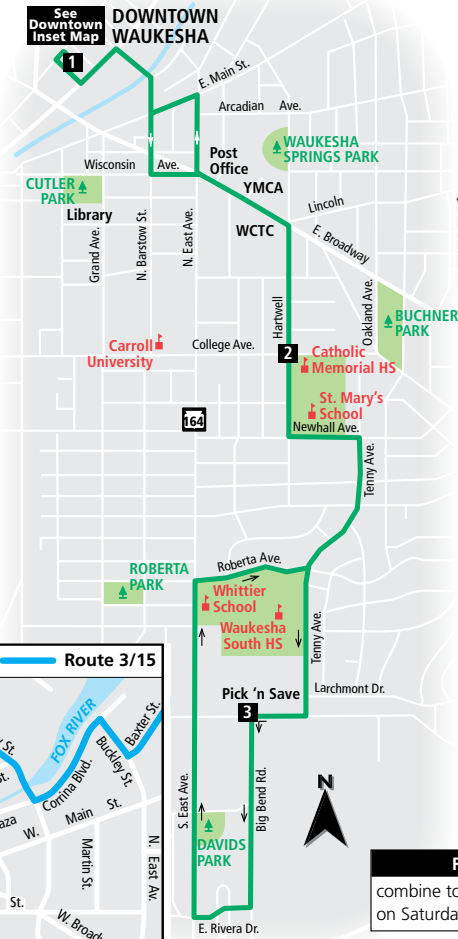 See
Downtown
Inset Map
DOWNTOWN
WAUKESHA
1
E. Main St.
Arcadian Ave.
WAUKESHA
SPRINGS PARK
Post
Office
Wisconsin Ave.
YMCA
CUTLER
PARK
Library
Lincoln
WCTC
E. Broadway
Grand Ave.
N. Barstow St.
N. East Ave.
Hartwell
Oakland Ave.
BUCHNER
PARK
Carroll
University
College Ave.
2
Catholic
Memorial HS
St. Mary's
School
164
Newhall Ave.
Tenny Ave.
Roberta Ave.
ROBERTA
PARK
Whittier
School
Waukesha
South HS
Tenny Ave.
Route 3/15
Pick 'n Save
Larchmont Dr.
3
FOX RIVER
Baxter St.
Buckley St.
Corrina Blvd.
y St.
St.
aza
W. Main St.
Martin St.
N. East Av.
St.
W. Broad
S. East Ave.
Big Bend Rd.
N
DAVIDS
PARK
E. Rivera Dr.
combine to
on Saturda